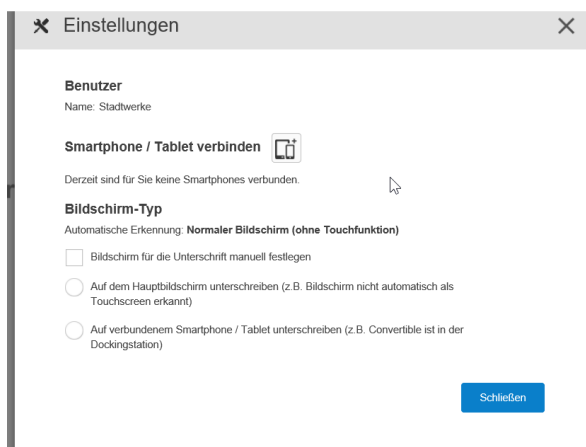 Einstellungen
Benutzer
Name: Stadtwerke
Smartphone / Tablet verbinden
Derzeit sind für Sie keine Smartphones verbunden.
Bildschirm-Typ
Automatische Erkennung: Normaler Bildschirm (ohne Touchfunktion)
Bildschirm für die Unterschrift manuell festlegen
Auf dem Hauptbildschirm unterschreiben (z.B. Bildschirm nicht automatisch als
Touchscreen erkannt)
Auf verbundenem Smartphone / Tablet unterschreiben (z.B. Convertible ist in der
Dockingstation)
Schließen